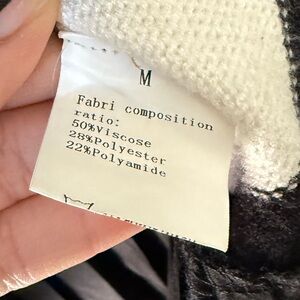 M
Fabri composition
ratio:
50%Viscose
28%Polyester
22%Polyamide